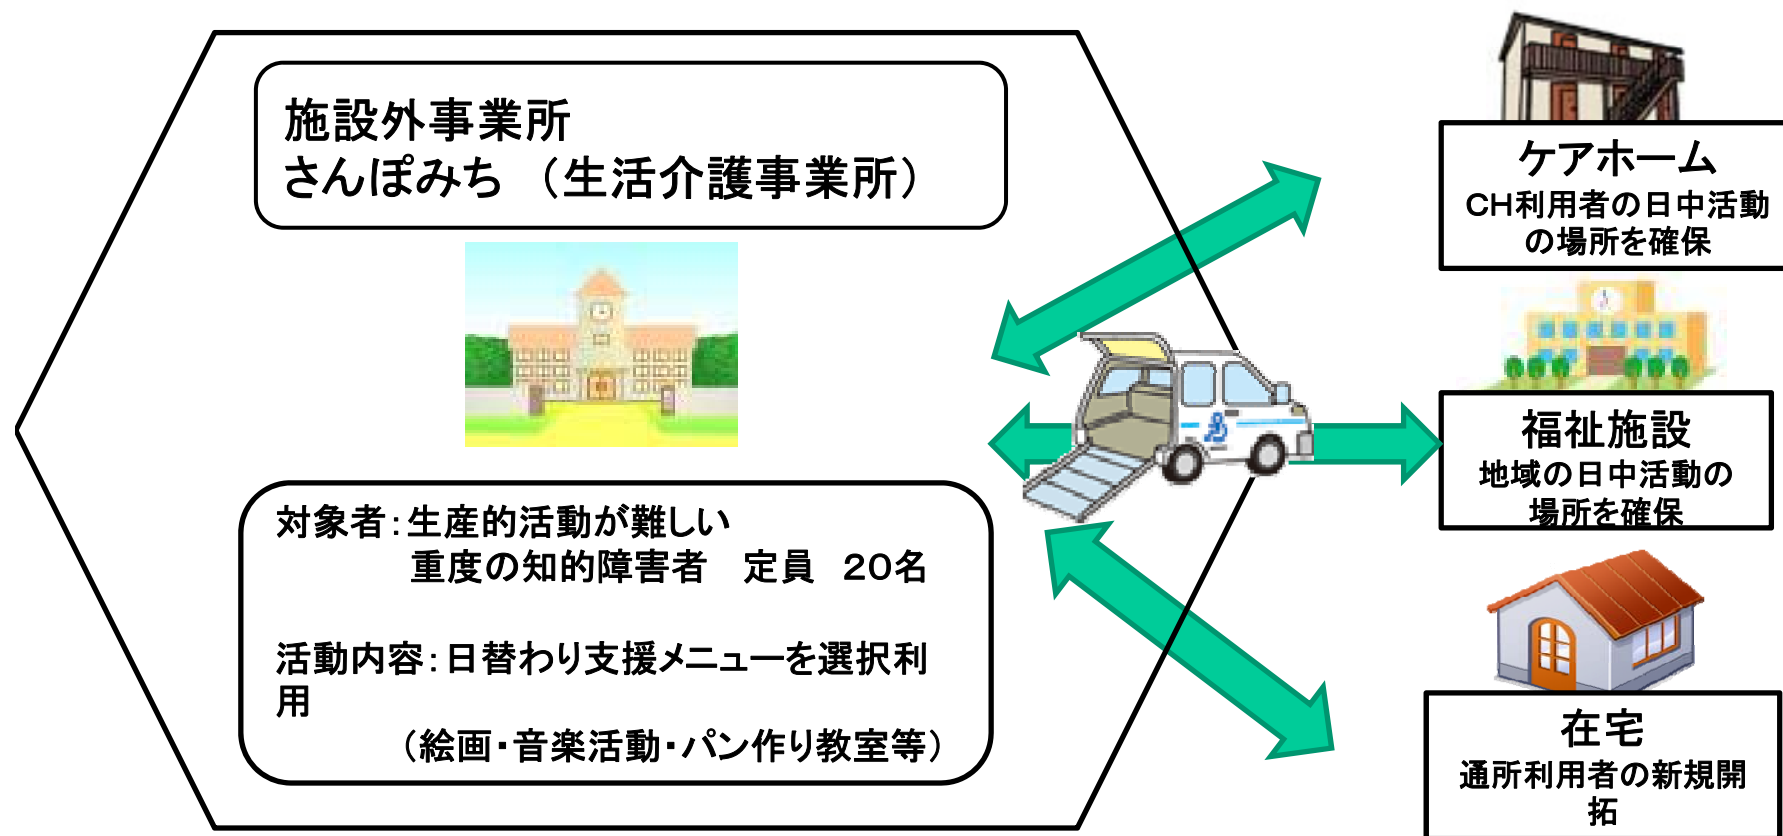 施設外事業所
さんぽみち （生活介護事業所）
対象者：生産的活動が難しい
重度の知的障害者　定員　２０名
活動内容：日替わり支援メニューを選択利
用
（絵画・音楽活動・パン作り教室等）
ケアホーム
CH利用者の日中活動
の場所を確保
福祉施設
地域の日中活動の
場所を確保
在宅
通所利用者の新規開
拓